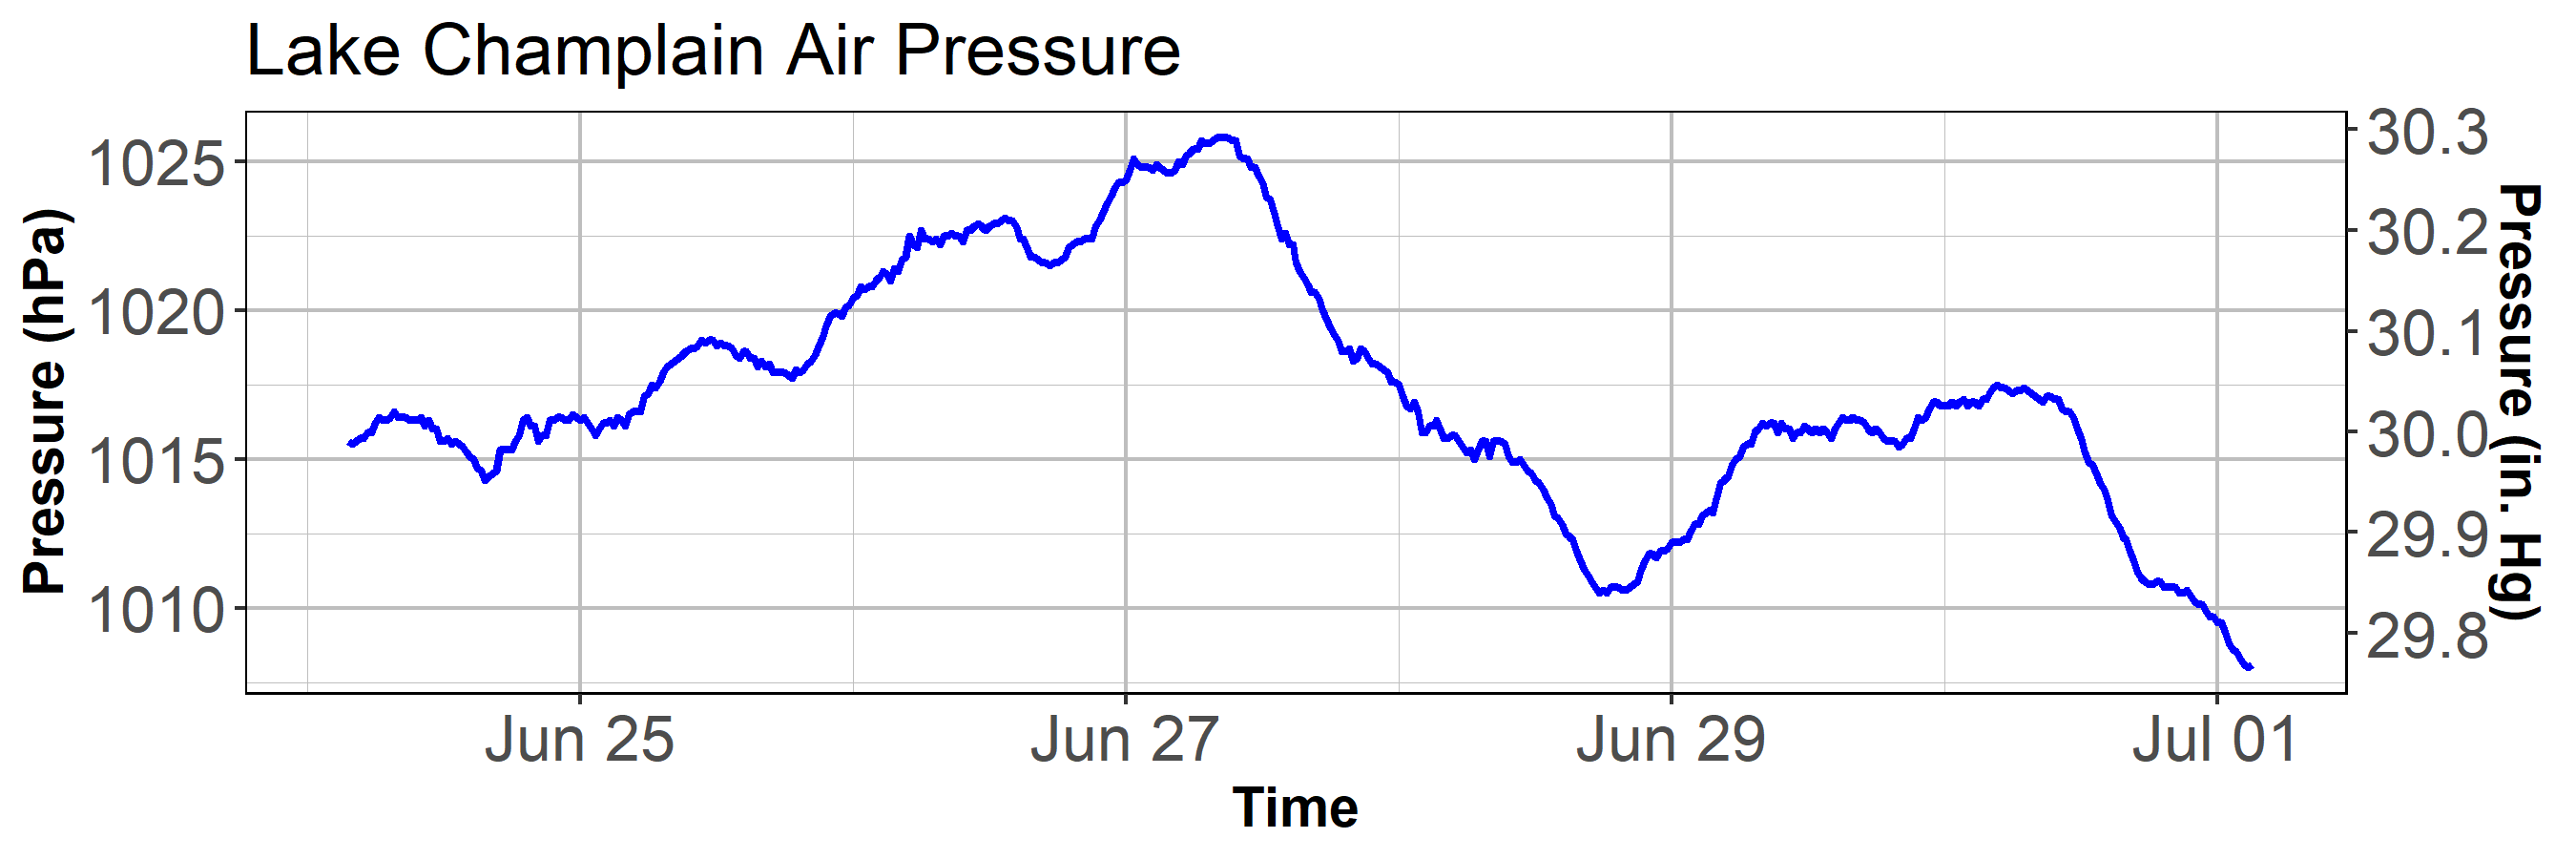 Lake Champlain Air Pressure
1025
1020
1015
1010
Pressure (hPa)
30.3
30.2
30.1
30.0
29.9
29.8
Pressure (in. Hg)
Jun 25
Jun 27
Jun 29
Jul 01
Time